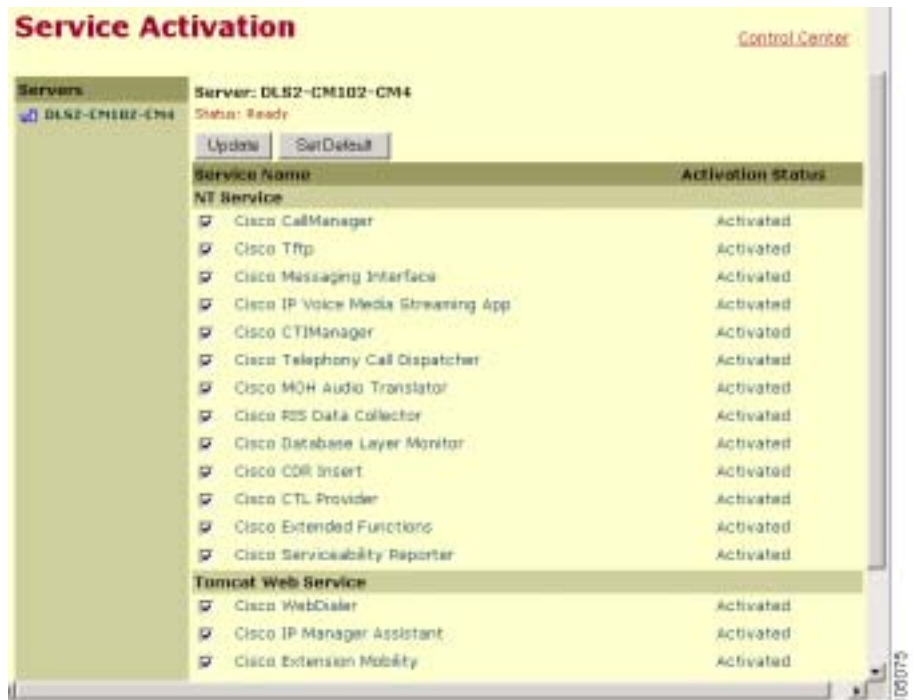 Service Activation
Control Center
Servers
DLS2-CM102-CM4
Server: DLS2-CM102-CM4
Status: Ready
Update
SetDefault
Service Name Activation Status
NT Service
Cisco CallManager Activated
Cisco Tftp Activated
Cisco Messaging Interface Activated
Cisco IP Voice Media Streaming App Activated
Cisco CTIManager Activated
Cisco Telephony Call Dispatcher Activated
Cisco MOH Audio Translator Activated
Cisco RIS Data Collector Activated
Cisco Database Layer Monitor Activated
Cisco CDR Insert Activated
Cisco CTL Provider Activated
Cisco Extended Functions Activated
Cisco Serviceability Reporter Activated
Tomcat Web Service
Cisco WebDialer Activated
Cisco IP Manager Assistant Activated
Cisco Extension Mobility Activated